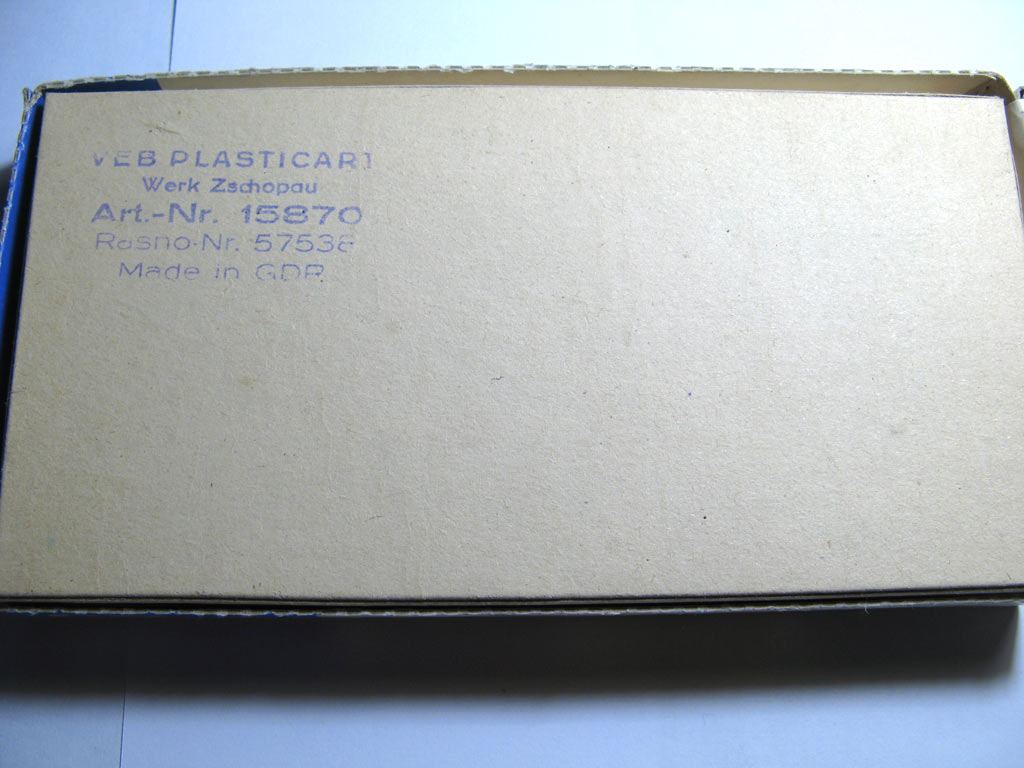 VEB PLASTICART
Werk Zschopau
Art.-Nr. 15870
Rasno-Nr. 57538
Made in GDR